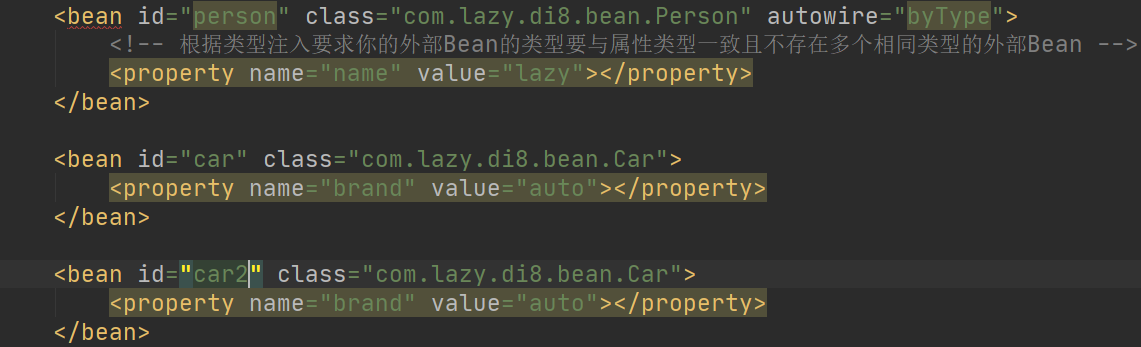 <bean id="person" class="com.lazy.di8.bean.Person" autowire="byType">
<!-- 根据类型注入要求你的外部Bean的类型要与属性类型一致且不存在多个相同类型的外部Bean -->
<property name="name" value="lazy"></property>
</bean>
<bean id="car" class="com.lazy.di8.bean.Car">
<property name="brand" value="auto"></property>
</bean>
<bean id="car2" class="com.lazy.di8.bean.Car">
<property name="brand" value="auto"></property>
</bean>